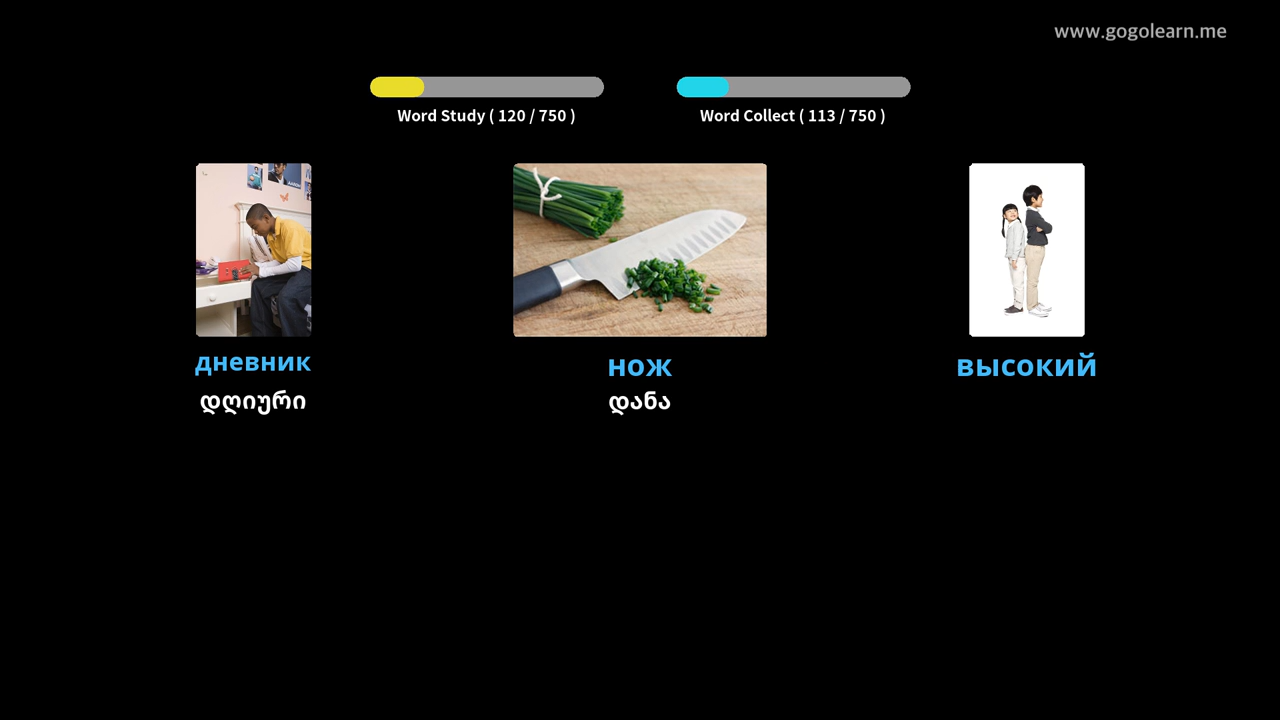 www.gogolearn.me
Word Study ( 120 / 750 )
Word Collect ( 113 / 750 )
дневник
нож
высокий
დღიური
დანა